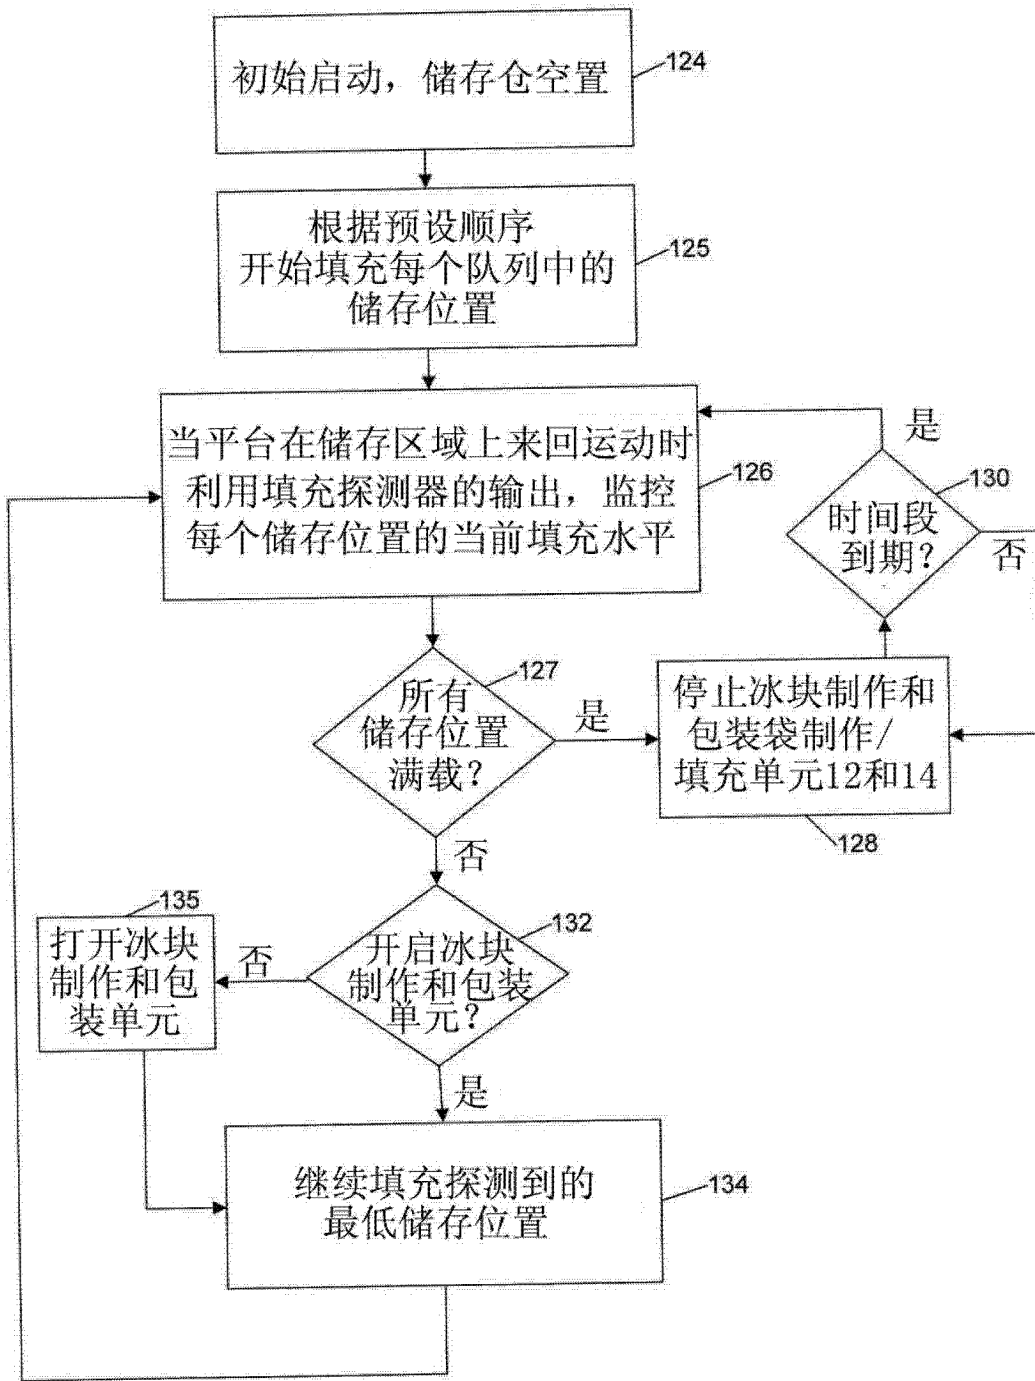 初始启动，储存仓空置
124
根据预设顺序
开始填充每个队列中的
储存位置
125
当平台在储存区域上来回运动时
利用填充探测器的输出，监控
每个储存位置的当前填充水平
126
是
130
时间段
到期？
否
127
所有
储存位置
满载？
是
停止冰块制作和
包装袋制作/
填充单元12和14
128
否
135
打开冰块
制作和包
装单元
否
132
开启冰块
制作和包装
单元？
是
继续填充探测到的
最低储存位置
134